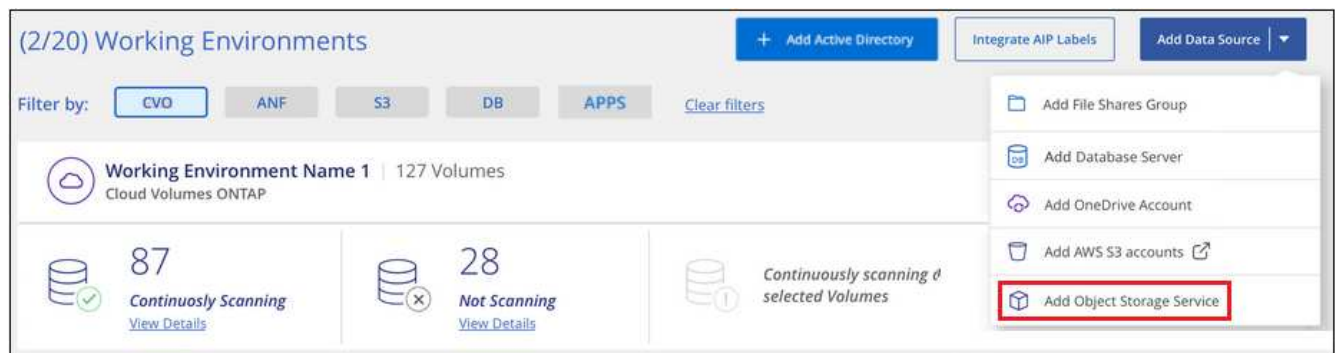 (2/20) Working Environments
+ Add Active Directory
Integrate AIP Labels
Add Data Source
Filter by:
CVO
ANF
S3
DB
APPS
Clear filters
Add File Shares Group
DB
Add Database Server
Add OneDrive Account
Add AWS S3 accounts
Add Object Storage Service
Working Environment Name 1 | 127 Volumes
Cloud Volumes ONTAP
87
Continuosly Scanning
View Details
28
Not Scanning
View Details
Continuously scanning
selected Volumes